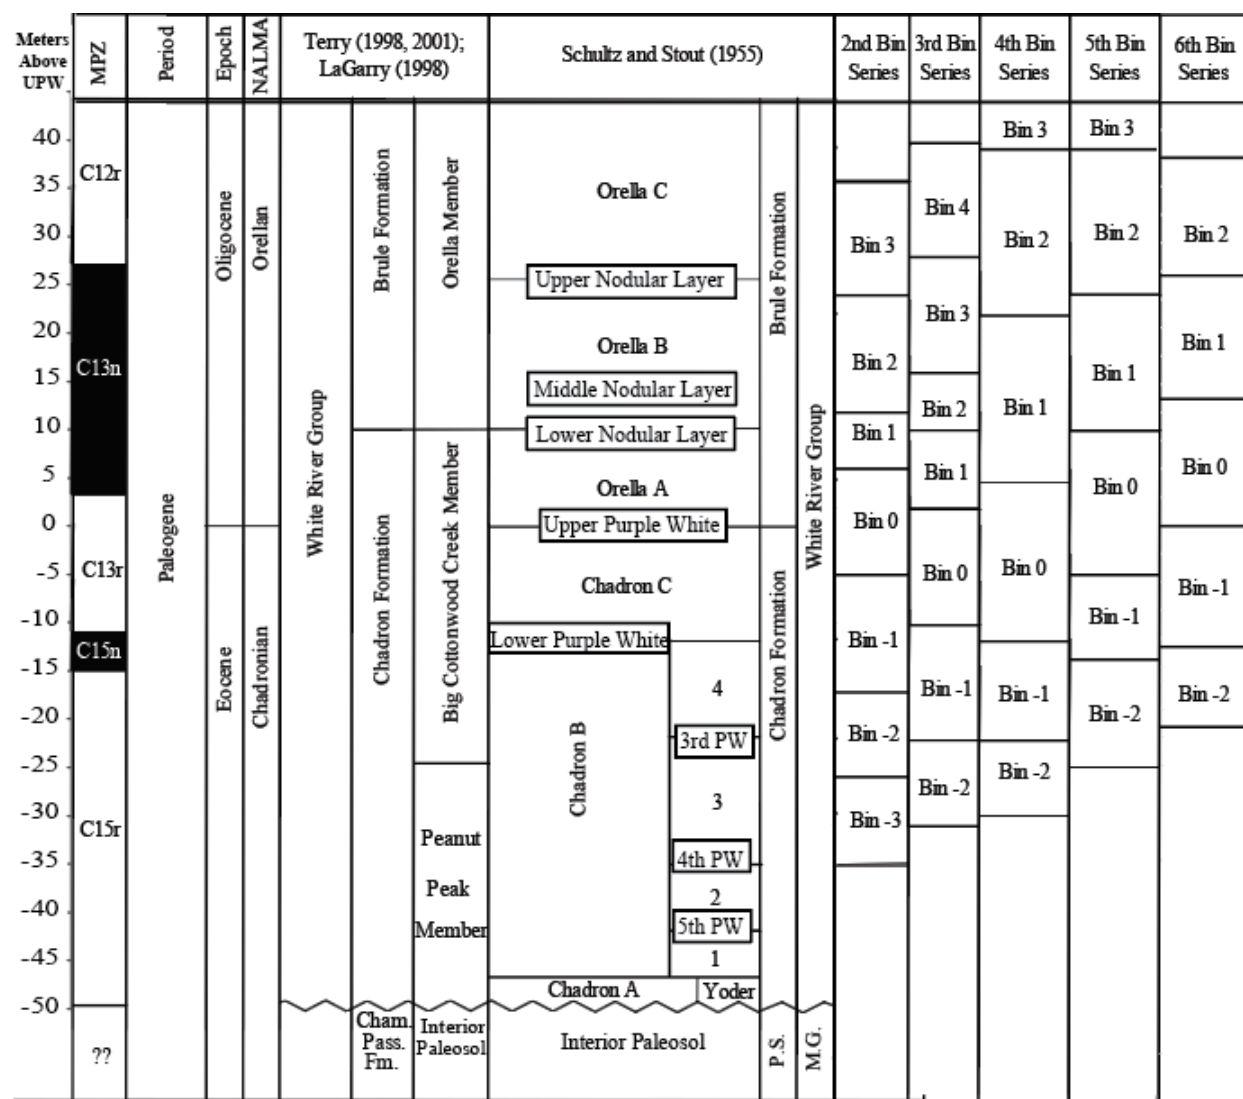 Meters
Above
UPW
MPZ
Period
Epoch
NALMA
Terry (1998, 2001);
LaGarry (1998)
Schultz and Stout (1955)
2nd Bin
Series
3rd Bin
Series
4th Bin
Series
5th Bin
Series
6th Bin
Series
40
35
30
25
20
15
10
5
0
-5
-10
-15
-20
-25
-30
-35
-40
-45
-50
C12r
C13n
C13r
C15n
C15r
??
Paleogene
Oligocene
Eocene
Orellan
Chadronian
White River Group
Brule Formation
Chadron Formation
Cham.
Pass.
Fm.
Orella Member
Big Cottonwood Creek Member
Peanut
Peak
Member
Interior
Paleosol
Orella C
Upper Nodular Layer
Orella B
Middle Nodular Layer
Lower Nodular Layer
Orella A
Upper Purple White
Chadron C
Lower Purple White
Chadron B
4
3rd PW
3
4th PW
2
5th PW
1
Chadron A
Yoder
Interior Paleosol
Brule Formation
Chadron Formation
P.S.
White River Group
M.G.
Bin 3
Bin 2
Bin 1
Bin 0
Bin -1
Bin -2
Bin -3
Bin 4
Bin 3
Bin 2
Bin 1
Bin 0
Bin -1
Bin -2
Bin 3
Bin 2
Bin 1
Bin 0
Bin -1
Bin -2
Bin 3
Bin 2
Bin 1
Bin 0
Bin -1
Bin -2
Bin 2
Bin 1
Bin 0
Bin -1
Bin -2